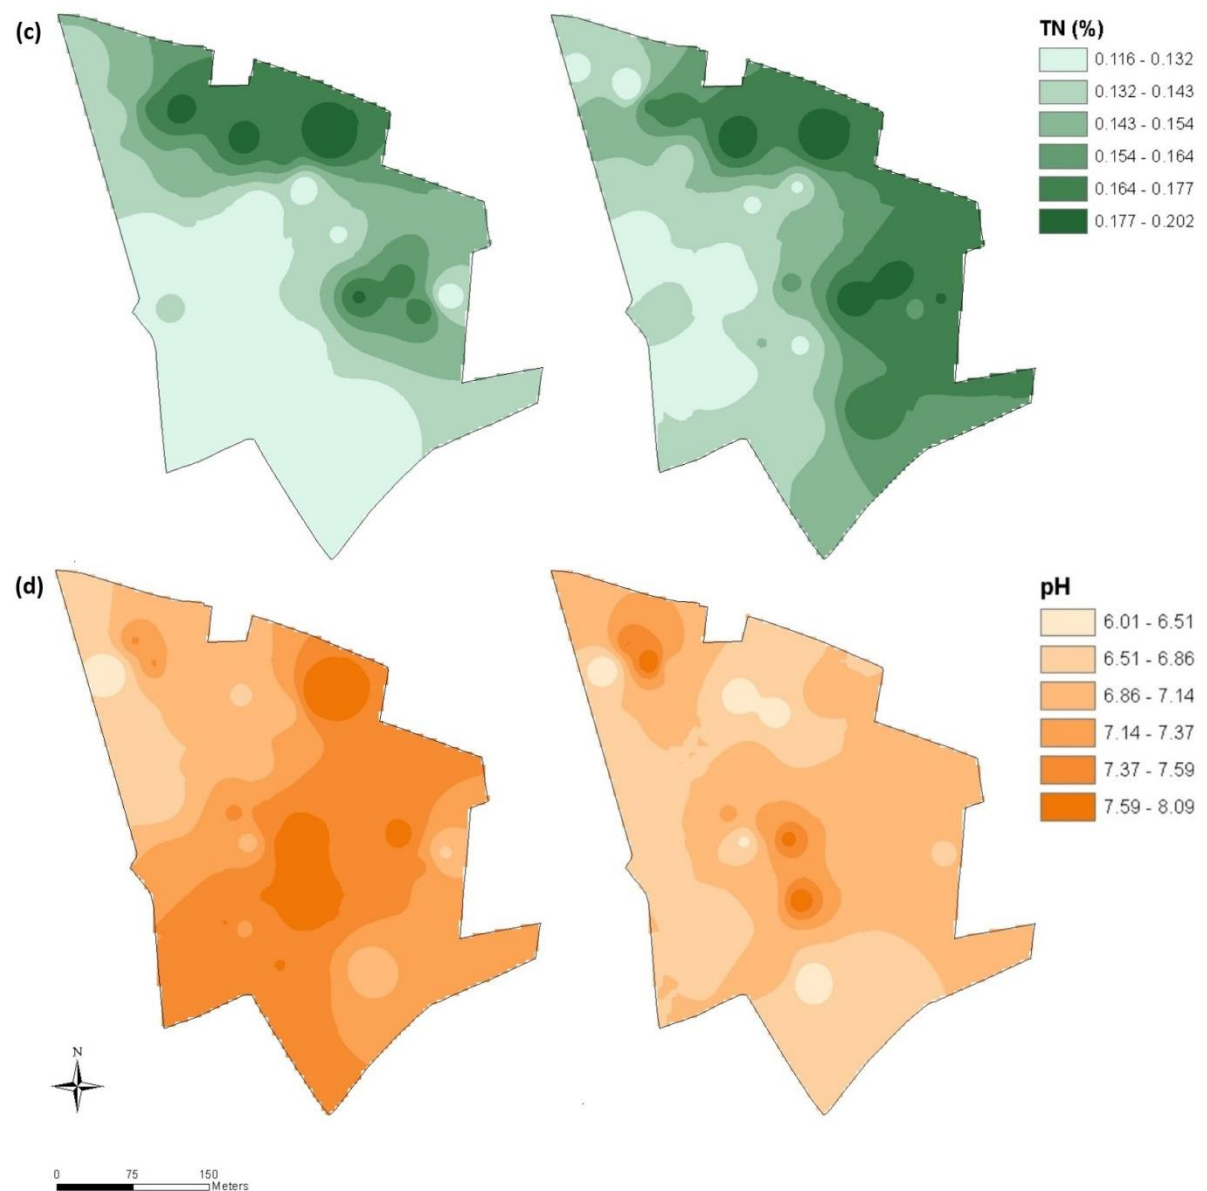 (c)
TN (%)
0.116 - 0.132
0.132 - 0.143
0.143 - 0.154
0.154 - 0.164
0.164 - 0.177
0.177 - 0.202
(d)
pH
6.01 - 6.51
6.51 - 6.86
6.86 - 7.14
7.14 - 7.37
7.37 - 7.59
7.59 - 8.09
N
0 75 150
Meters